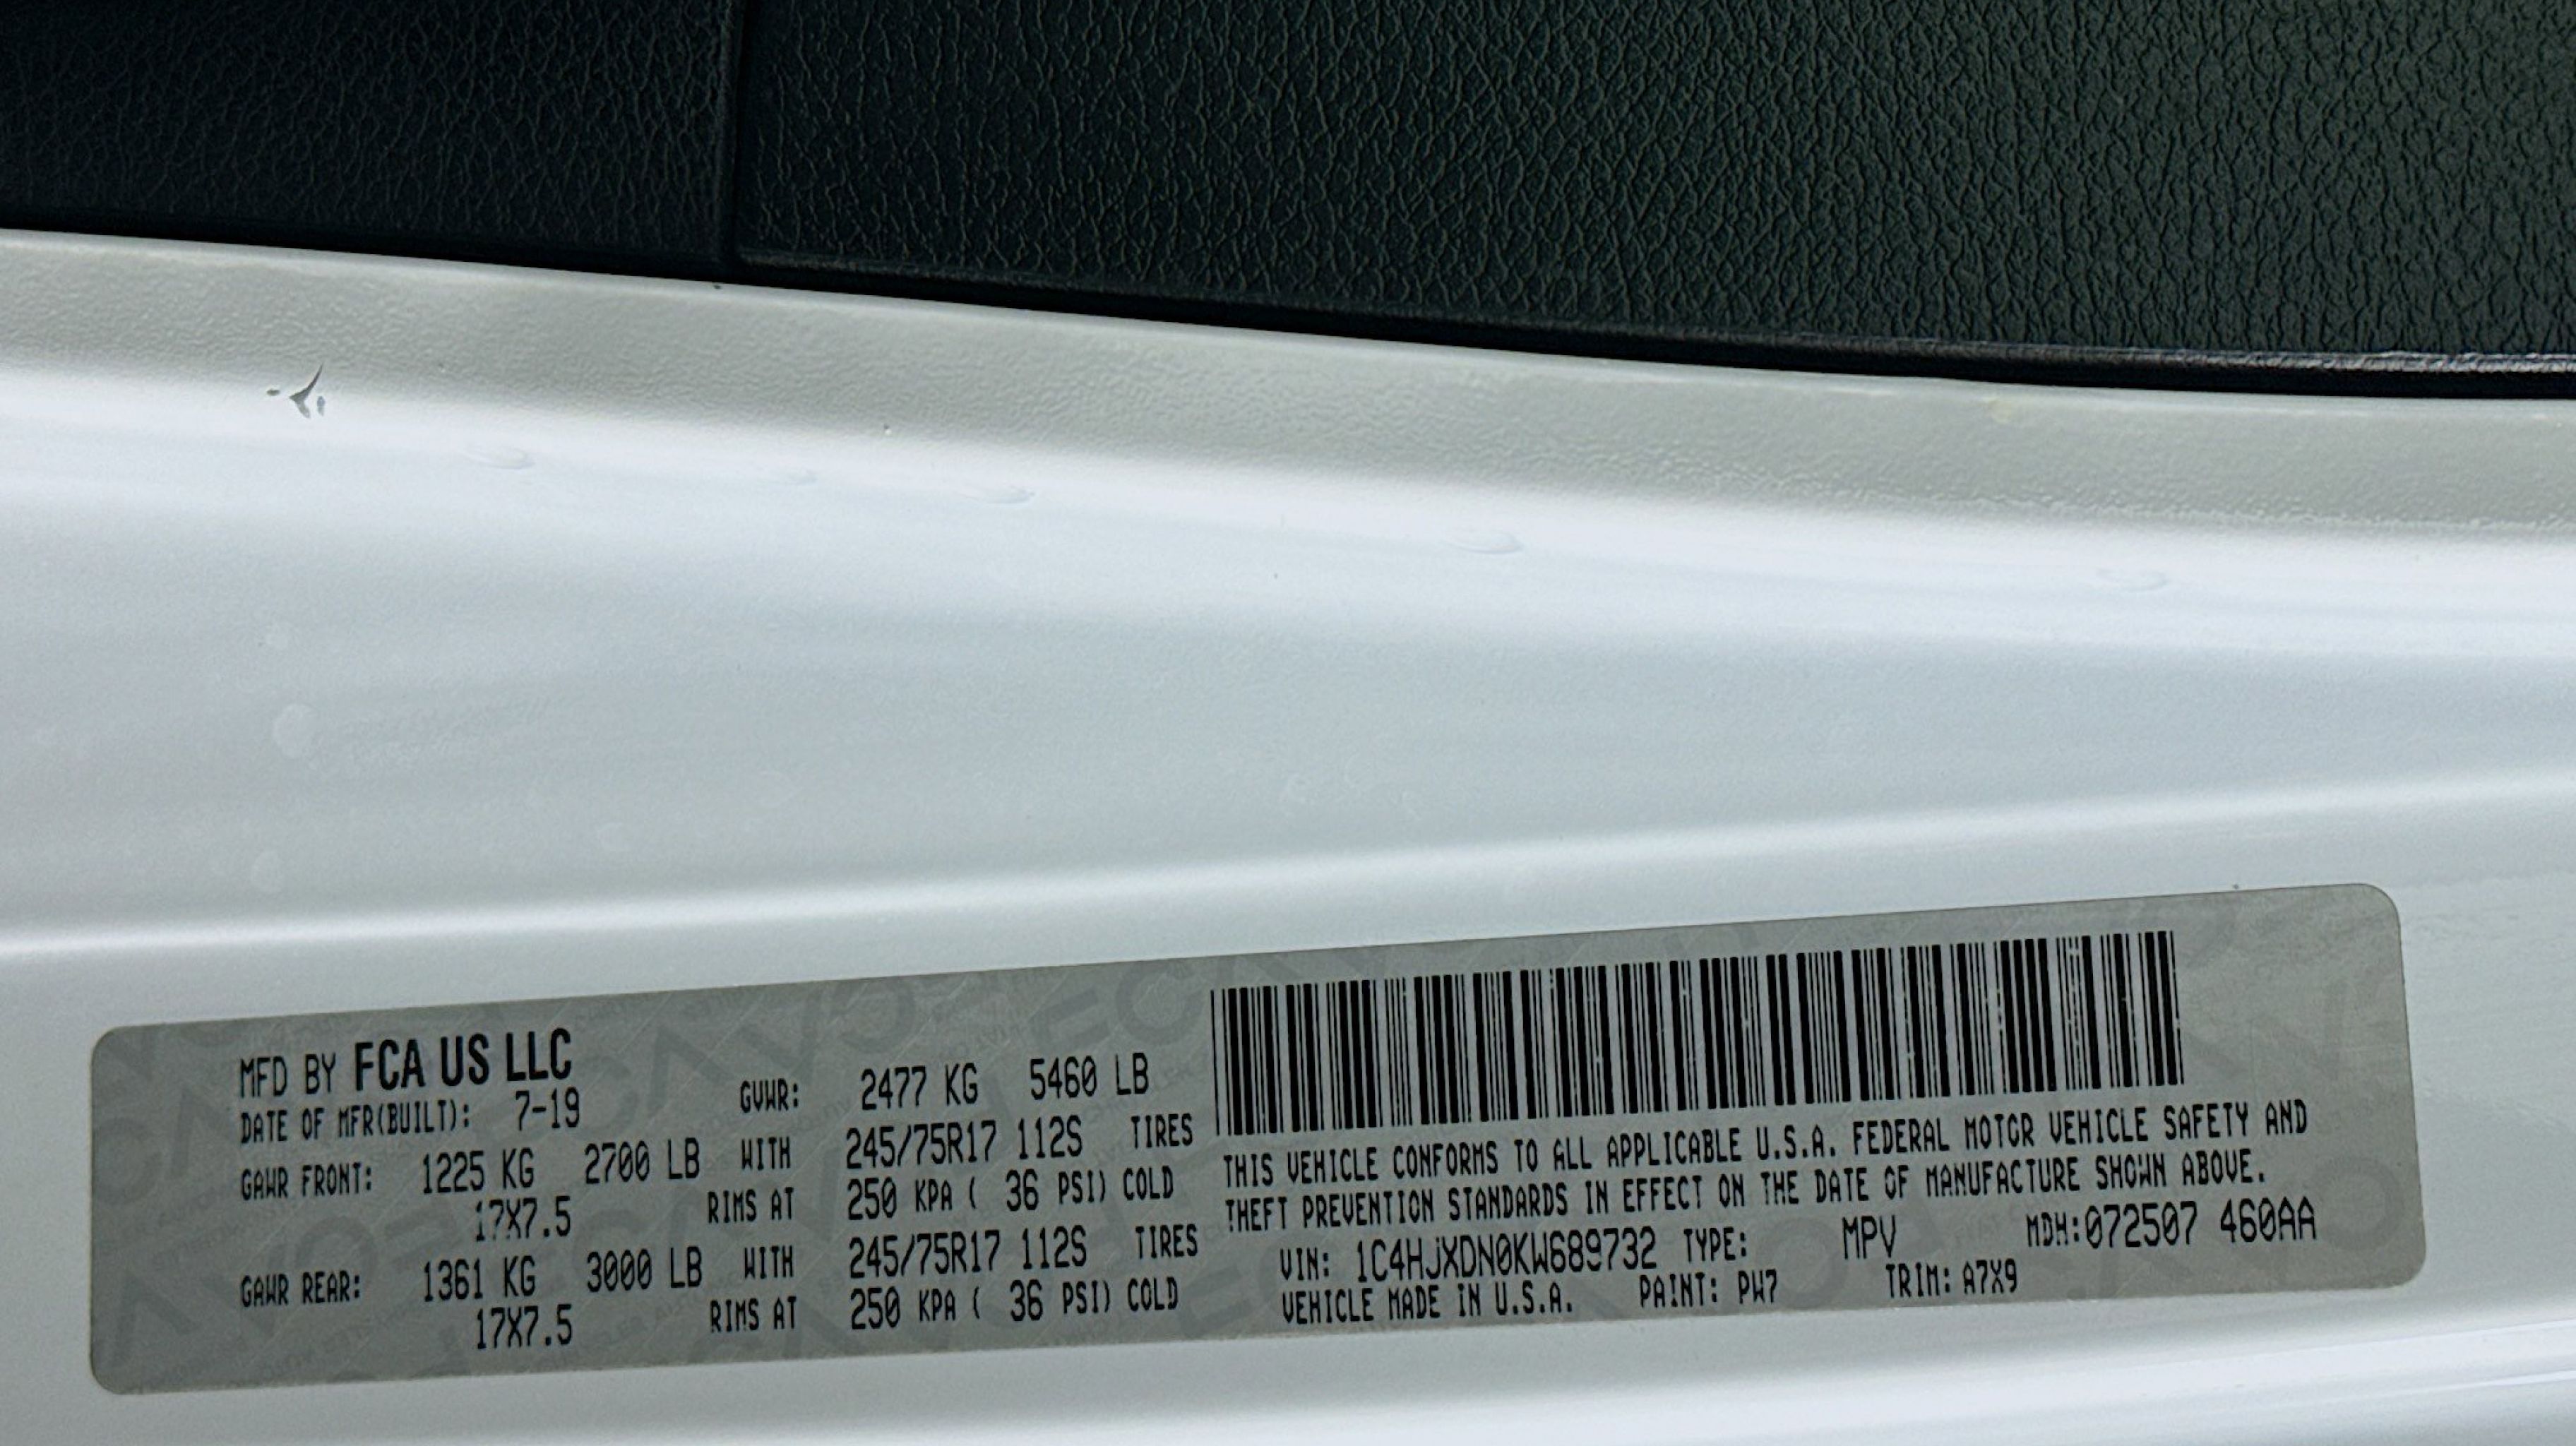 MFD BY FCA US LLC
DATE OF MFR(BUILT): 7-19 GVWR: 2477 KG 5460 LB
GAWR FRONT: 1225 KG 2700 LB WITH 245/75R17 112S TIRES
17X7.5 RIMS AT 250 KPA ( 36 PSI) COLD
GAWR REAR: 1361 KG 3000 LB WITH 245/75R17 112S TIRES
17X7.5 RIMS AT 250 KPA ( 36 PSI) COLD
THIS VEHICLE CONFORMS TO ALL APPLICABLE U.S.A. FEDERAL MOTOR VEHICLE SAFETY AND
THEFT PREVENTION STANDARDS IN EFFECT ON THE DATE OF MANUFACTURE SHOWN ABOVE.
VIN: 1C4HJXDN0KW689732 TYPE: MPV MDH:072507 460AA
VEHICLE MADE IN U.S.A. PAINT: PW7 TRIM: A7X9